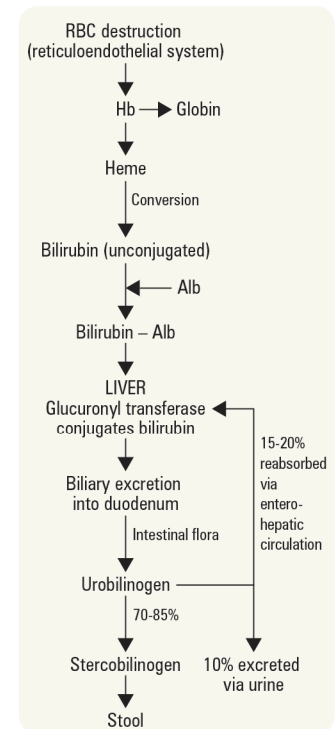 RBC destruction
(reticuloendothelial system)
Hb
Globin
Heme
Conversion
Bilirubin (unconjugated)
Alb
Bilirubin – Alb
LIVER
Glucuronyl transferase
conjugates bilirubin
15-20%
reabsorbed
via
entero-
hepatic
circulation
Biliary excretion
into duodenum
Intestinal flora
Urobilinogen
70-85%
Stercobilinogen
10% excreted
via urine
Stool